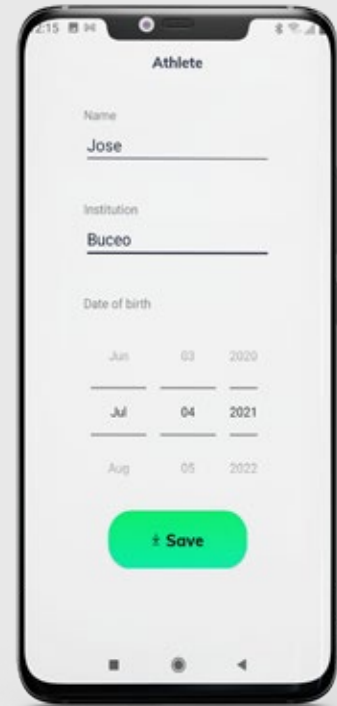 2:15
Athlete
Name
Jose
Institution
Buceo
Date of birth
Jun 03 2020
Jul 04 2021
Aug 05 2022
Save